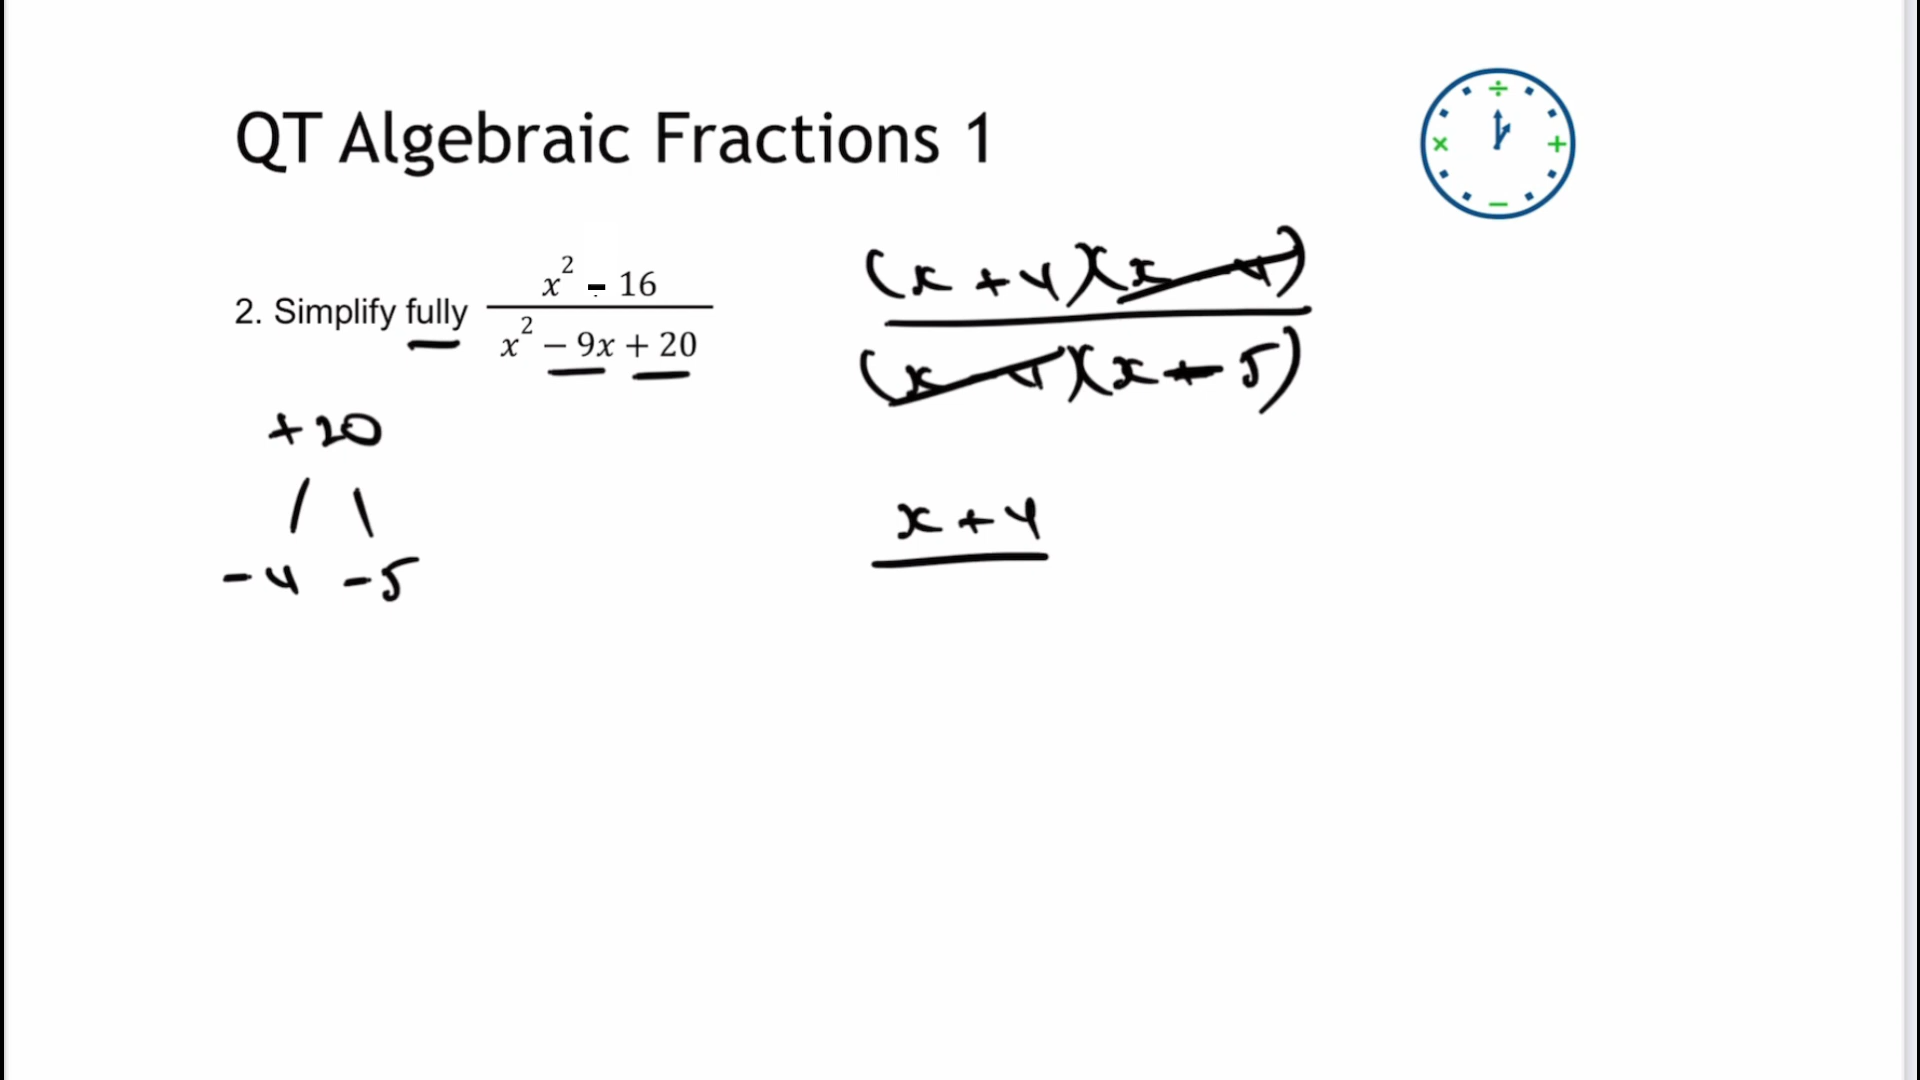 QT Algebraic Fractions 1
÷
×
+
−
2. Simplify fully
x² - 16
x² − 9x + 20
(x + 4)(x - 4)
(x - 4)(x - 5)
+20
/ \
-4 -5
x + 4